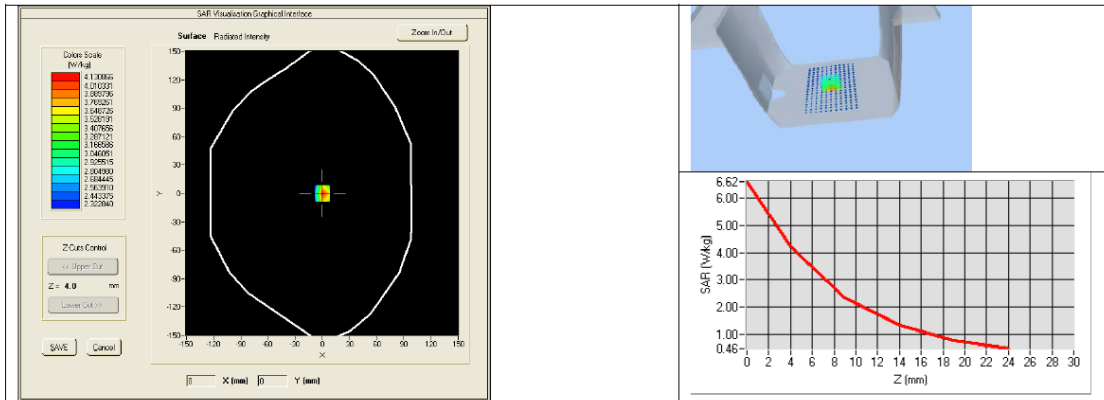 SAR Visualisation Graphical Interface
Surface Radiated Intensity
Zoom In/Out
Colors Scale
(W/kg)
4.130866
4.010331
3.889796
3.769261
3.648726
3.528191
3.407656
3.287121
3.166586
3.046051
2.925515
2.804980
2.684445
2.563910
2.443375
2.322840
Z-Cuts Control
<< Upper Cut
Z = 4.0 mm
Lower Cut >>
SAVE Cancel
Y
150
120
90
60
30
0
-30
-60
-90
-120
-150
-150 -120 -90 -60 -30 0 30 60 90 120 150
X
0 X (mm) 0 Y (mm)
SAR (W/kg)
6.62
6.00
5.00
4.00
3.00
2.00
1.00
0.46
0 2 4 6 8 10 12 14 16 18 20 22 24 26 28 30
Z (mm)